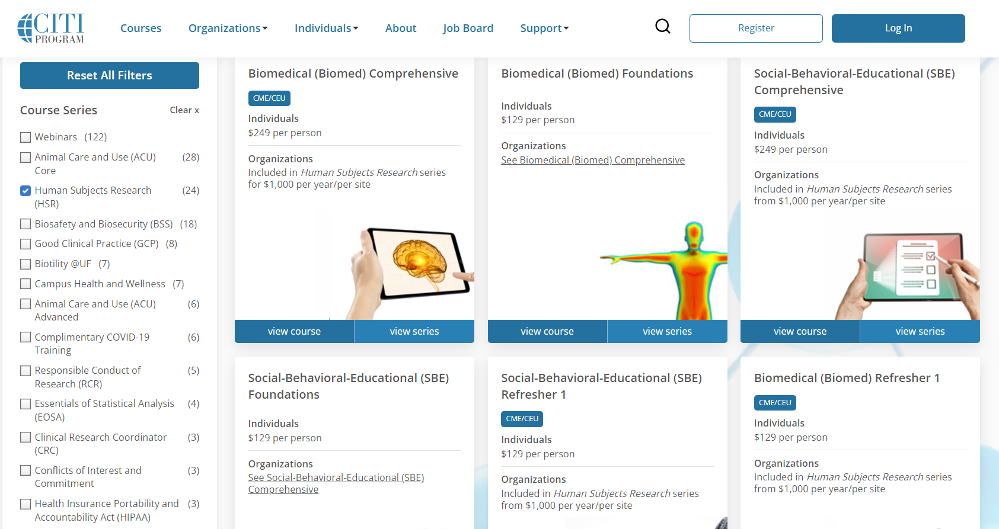 CITI
PROGRAM
Courses
Organizations
Individuals
About
Job Board
Support
Register
Log In
Reset All Filters
Course Series
Clear x
Webinars (122)
Animal Care and Use (ACU) (28)
Core
Human Subjects Research (24)
(HSR)
Biosafety and Biosecurity (BSS) (18)
Good Clinical Practice (GCP) (8)
Biotility @UF (7)
Campus Health and Wellness (7)
Animal Care and Use (ACU) (6)
Advanced
Complimentary COVID-19 (6)
Training
Responsible Conduct of (5)
Research (RCR)
Essentials of Statistical Analysis (4)
(EOSA)
Clinical Research Coordinator (3)
(CRC)
Conflicts of Interest and (3)
Commitment
Health Insurance Portability and (3)
Accountability Act (HIPAA)
Biomedical (Biomed) Comprehensive
CME/CEU
Individuals
$249 per person
Organizations
Included in Human Subjects Research series
for $1,000 per year/per site
view course
view series
Biomedical (Biomed) Foundations
Individuals
$129 per person
Organizations
See Biomedical (Biomed) Comprehensive
view course
view series
Social-Behavioral-Educational (SBE)
Comprehensive
CME/CEU
Individuals
$249 per person
Organizations
Included in Human Subjects Research series
from $1,000 per year/per site
view course
view series
Social-Behavioral-Educational (SBE)
Foundations
Individuals
$129 per person
Organizations
See Social-Behavioral-Educational (SBE)
Comprehensive
Social-Behavioral-Educational (SBE)
Refresher 1
CME/CEU
Individuals
$129 per person
Organizations
Included in Human Subjects Research series
from $1,000 per year/per site
Biomedical (Biomed) Refresher 1
CME/CEU
Individuals
$129 per person
Organizations
Included in Human Subjects Research series
from $1,000 per year/per site